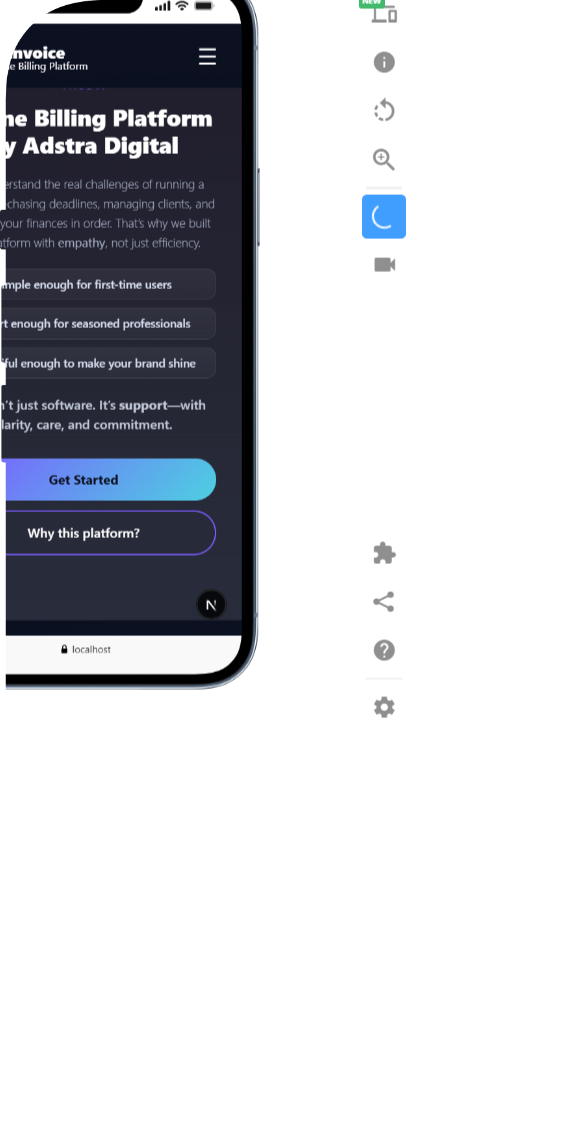 NEW
nvoice
e Billing Platform
ne Billing Platform
y Adstra Digital
erstand the real challenges of running a
chasing deadlines, managing clients, and
your finances in order. That's why we built
tform with empathy, not just efficiency.
mple enough for first-time users
rt enough for seasoned professionals
iful enough to make your brand shine
n't just software. It's support—with
larity, care, and commitment.
Get Started
Why this platform?
N
localhost